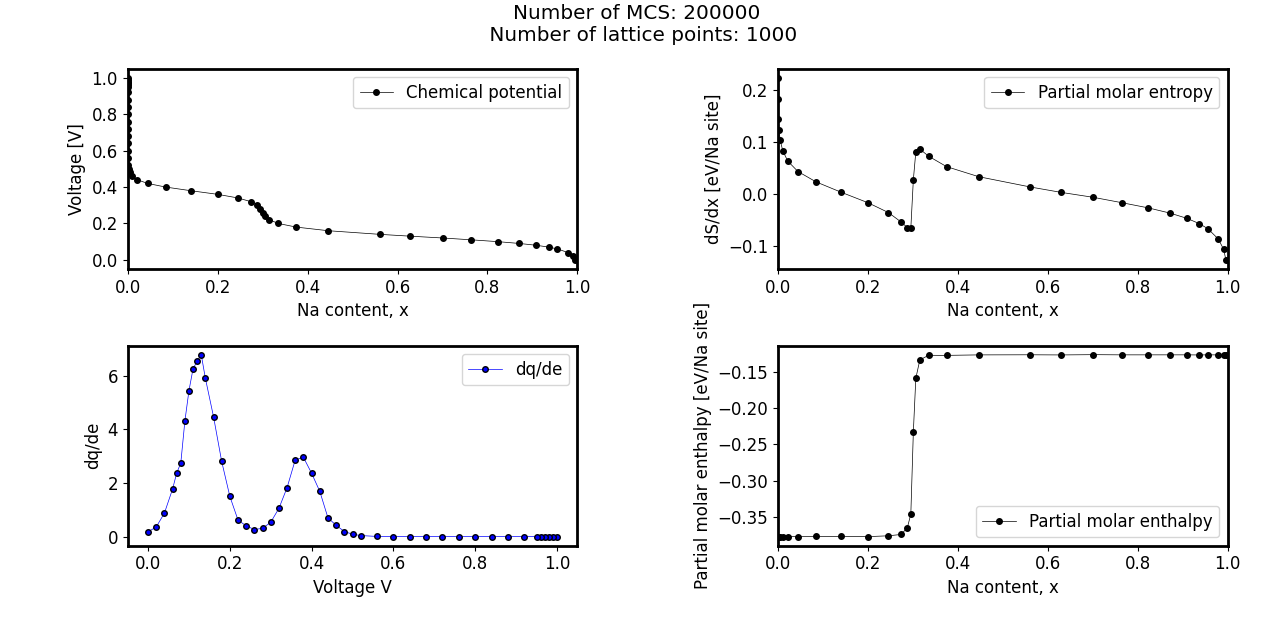 Number of MCS: 200000
Number of lattice points: 1000
1.0
0.8
0.6
0.4
0.2
0.0
Voltage [V]
Chemical potential
0.0 0.2 0.4 0.6 0.8 1.0
Na content, x
0.2
0.1
0.0
−0.1
dS/dx [eV/Na site]
Partial molar entropy
0.0 0.2 0.4 0.6 0.8 1.0
Na content, x
6
4
2
0
dq/de
dq/de
0.0 0.2 0.4 0.6 0.8 1.0
Voltage V
−0.15
−0.20
−0.25
−0.30
−0.35
Partial molar enthalpy [eV/Na site]
Partial molar enthalpy
0.0 0.2 0.4 0.6 0.8 1.0
Na content, x